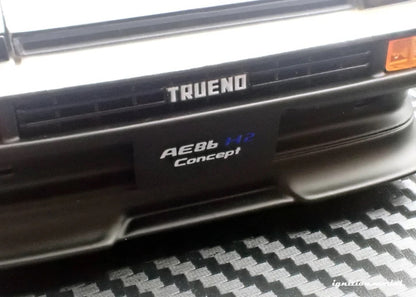 TRUENO
AE86 H2
Concept
ignition model